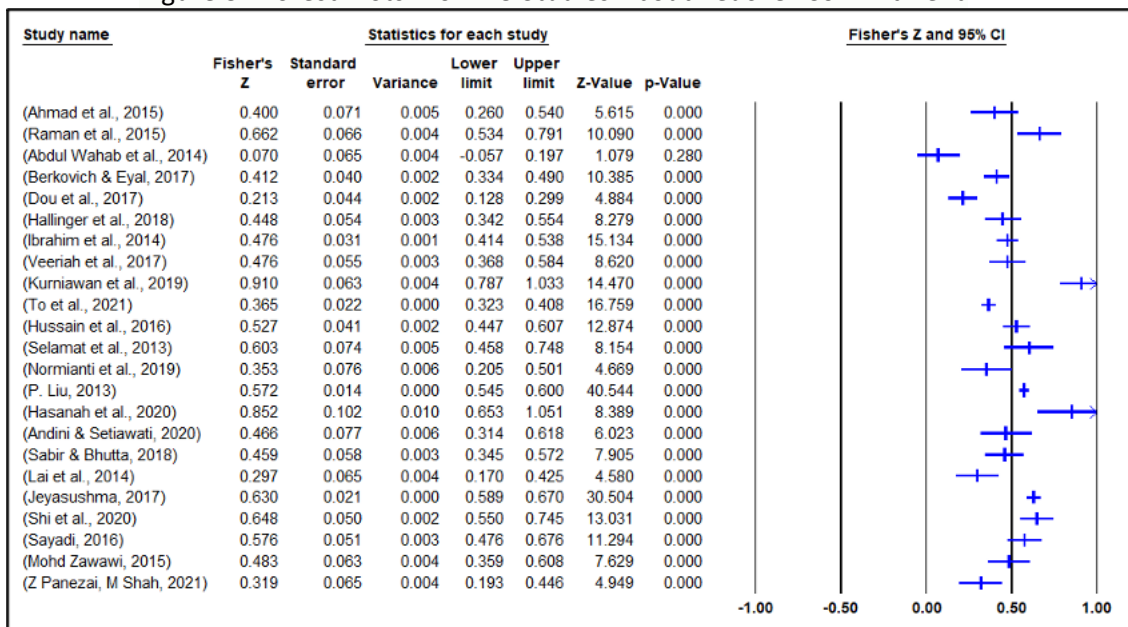 Study name Statistics for each study Fisher's Z and 95% CI
Fisher's Z Standard error Variance Lower limit Upper limit Z-Value p-Value
(Ahmad et al., 2015) 0.400 0.071 0.005 0.260 0.540 5.615 0.000
(Raman et al., 2015) 0.662 0.066 0.004 0.534 0.791 10.090 0.000
(Abdul Wahab et al., 2014) 0.070 0.065 0.004 -0.057 0.197 1.079 0.280
(Berkovich & Eyal, 2017) 0.412 0.040 0.002 0.334 0.490 10.385 0.000
(Dou et al., 2017) 0.213 0.044 0.002 0.128 0.299 4.884 0.000
(Hallinger et al., 2018) 0.448 0.054 0.003 0.342 0.554 8.279 0.000
(Ibrahim et al., 2014) 0.476 0.031 0.001 0.414 0.538 15.134 0.000
(Veeriah et al., 2017) 0.476 0.055 0.003 0.368 0.584 8.620 0.000
(Kurniawan et al., 2019) 0.910 0.063 0.004 0.787 1.033 14.470 0.000
(To et al., 2021) 0.365 0.022 0.000 0.323 0.408 16.759 0.000
(Hussain et al., 2016) 0.527 0.041 0.002 0.447 0.607 12.874 0.000
(Selamat et al., 2013) 0.603 0.074 0.005 0.458 0.748 8.154 0.000
(Normianti et al., 2019) 0.353 0.076 0.006 0.205 0.501 4.669 0.000
(P. Liu, 2013) 0.572 0.014 0.000 0.545 0.600 40.544 0.000
(Hasanah et al., 2020) 0.852 0.102 0.010 0.653 1.051 8.389 0.000
(Andini & Setiawati, 2020) 0.466 0.077 0.006 0.314 0.618 6.023 0.000
(Sabir & Bhutta, 2018) 0.459 0.058 0.003 0.345 0.572 7.905 0.000
(Lai et al., 2014) 0.297 0.065 0.004 0.170 0.425 4.580 0.000
(Jeyasushma, 2017) 0.630 0.021 0.000 0.589 0.670 30.504 0.000
(Shi et al., 2020) 0.648 0.050 0.002 0.550 0.745 13.031 0.000
(Sayadi, 2016) 0.576 0.051 0.003 0.476 0.676 11.294 0.000
(Mohd Zawawi, 2015) 0.483 0.063 0.004 0.359 0.608 7.629 0.000
(Z Panezai, M Shah, 2021) 0.319 0.065 0.004 0.193 0.446 4.949 0.000
-1.00 -0.50 0.00 0.50 1.00